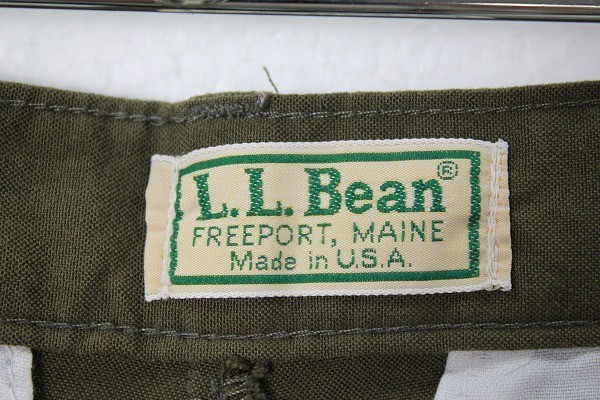 L.L. Bean®
FREEPORT, MAINE
Made in U.S.A.